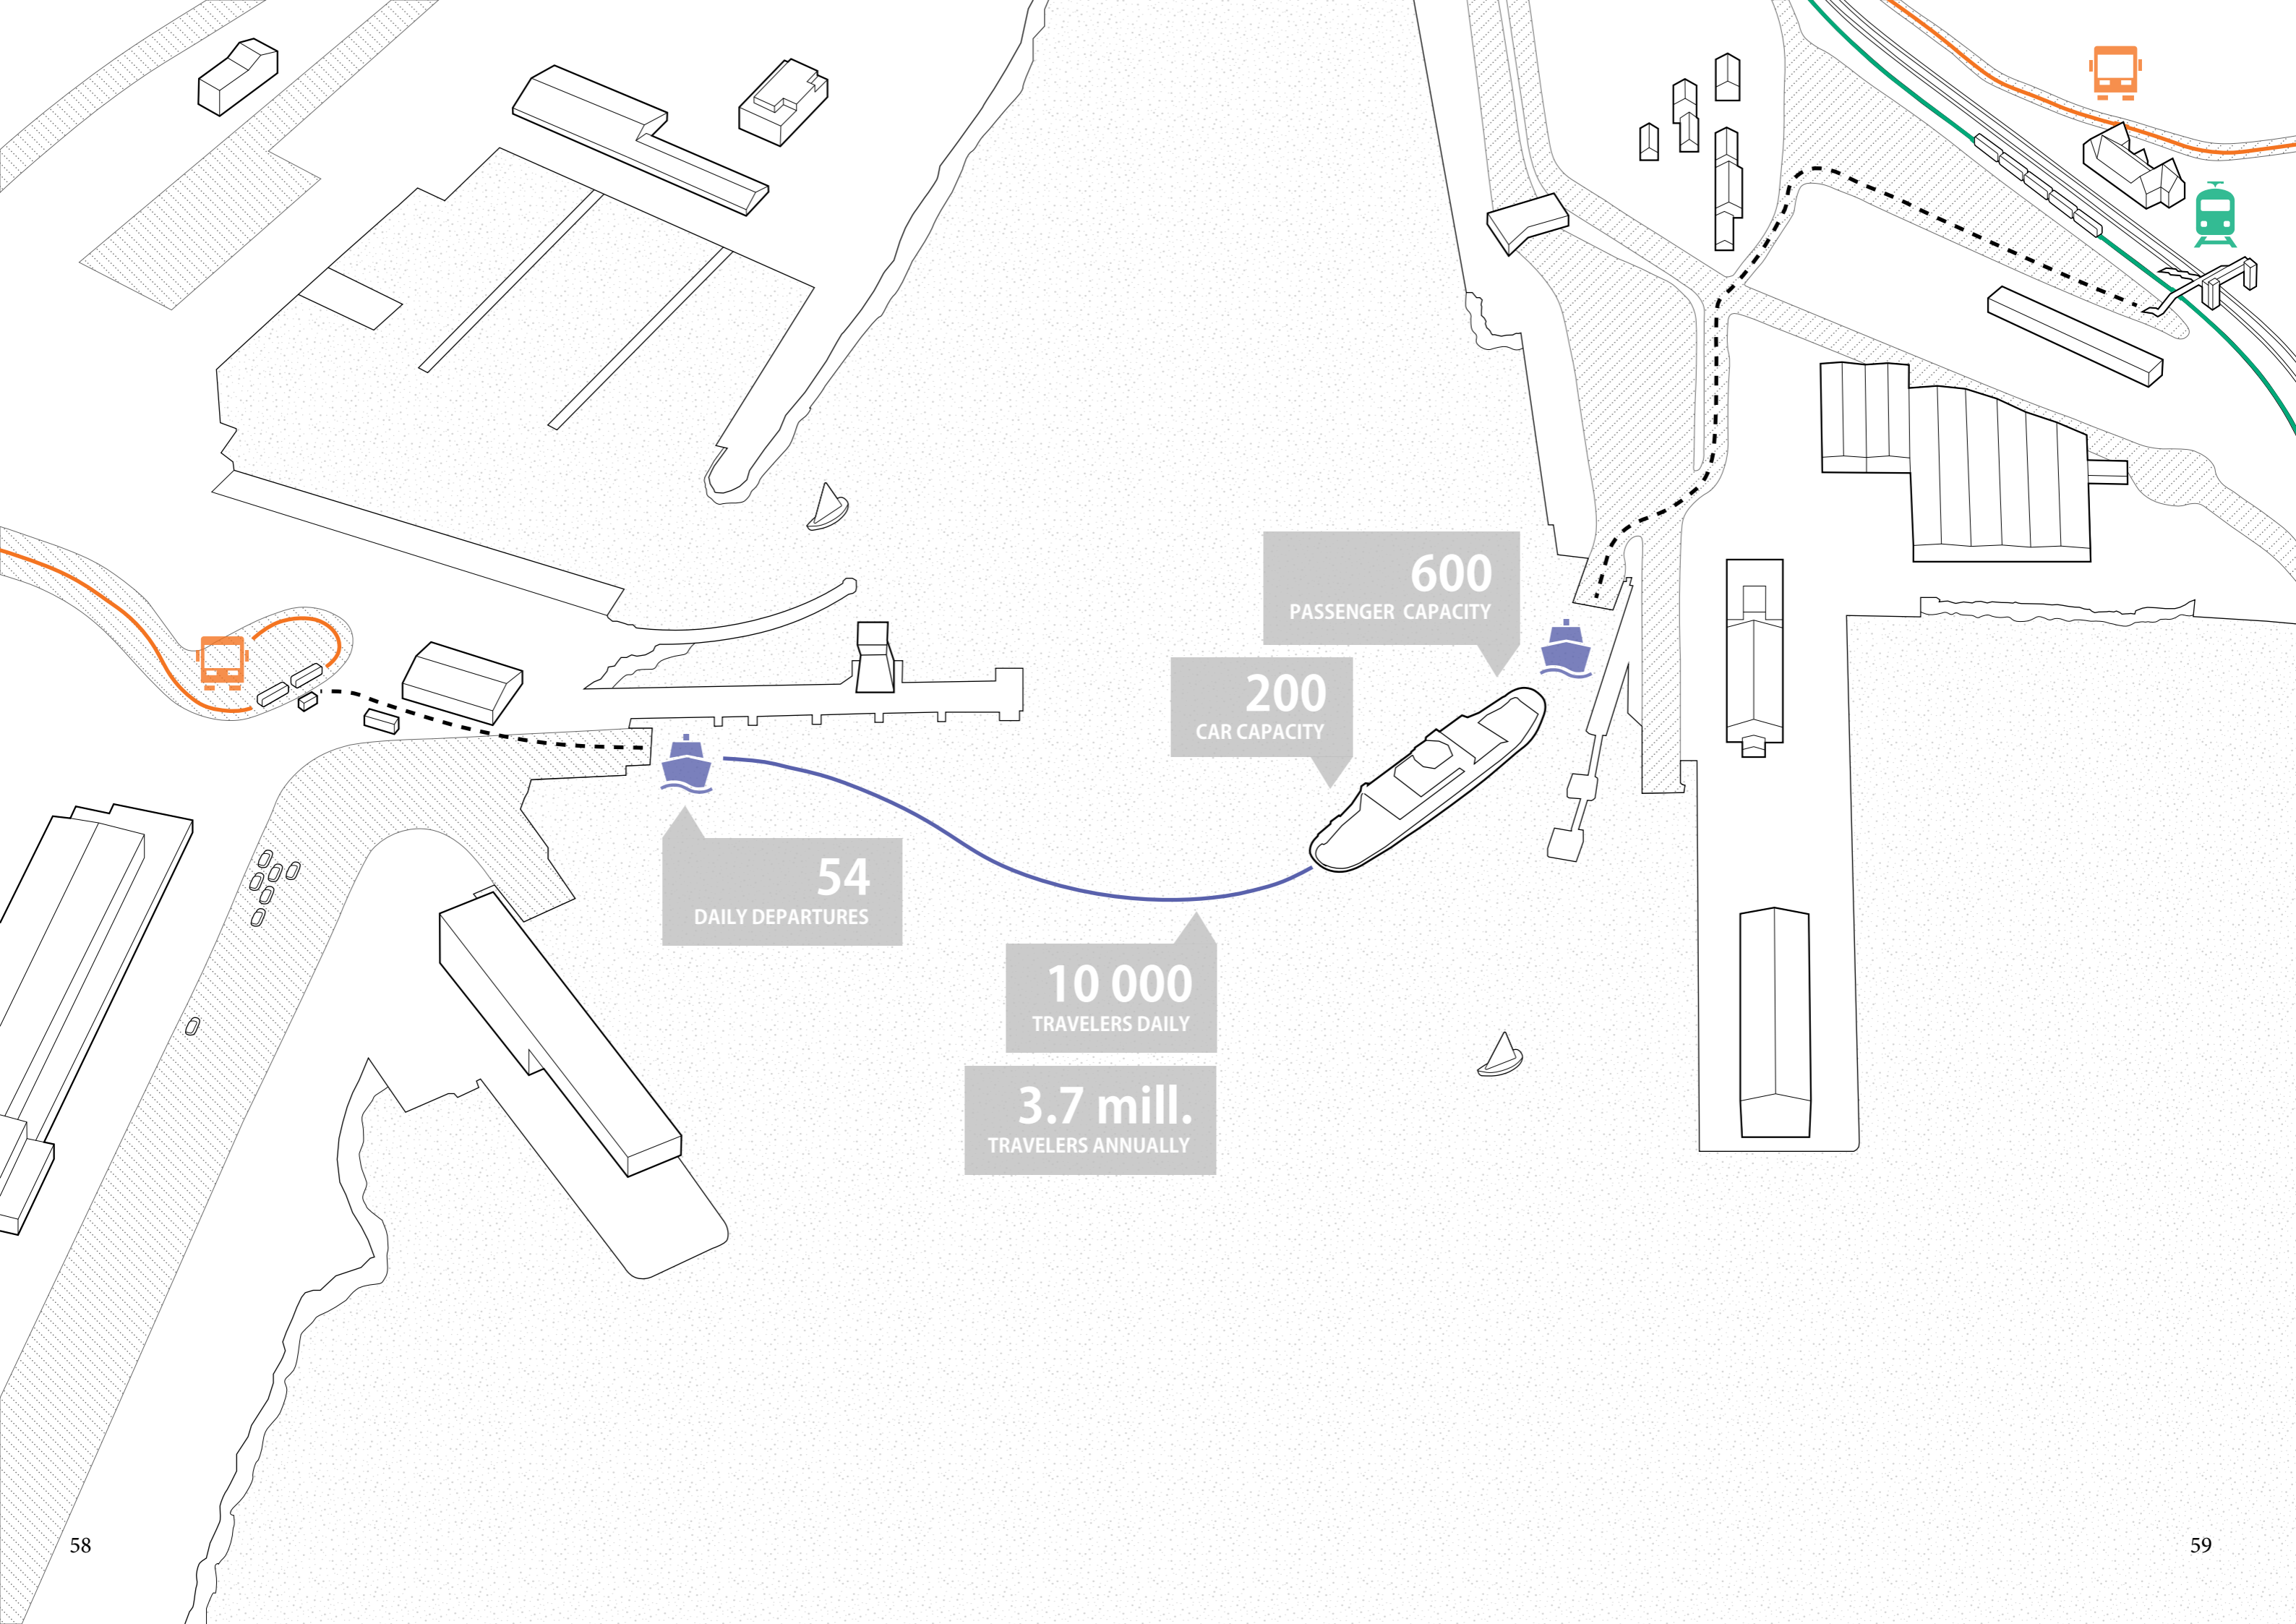 600
PASSENGER CAPACITY
200
CAR CAPACITY
54
DAILY DEPARTURES
10 000
TRAVELERS DAILY
3.7 mill.
TRAVELERS ANNUALLY
58
59